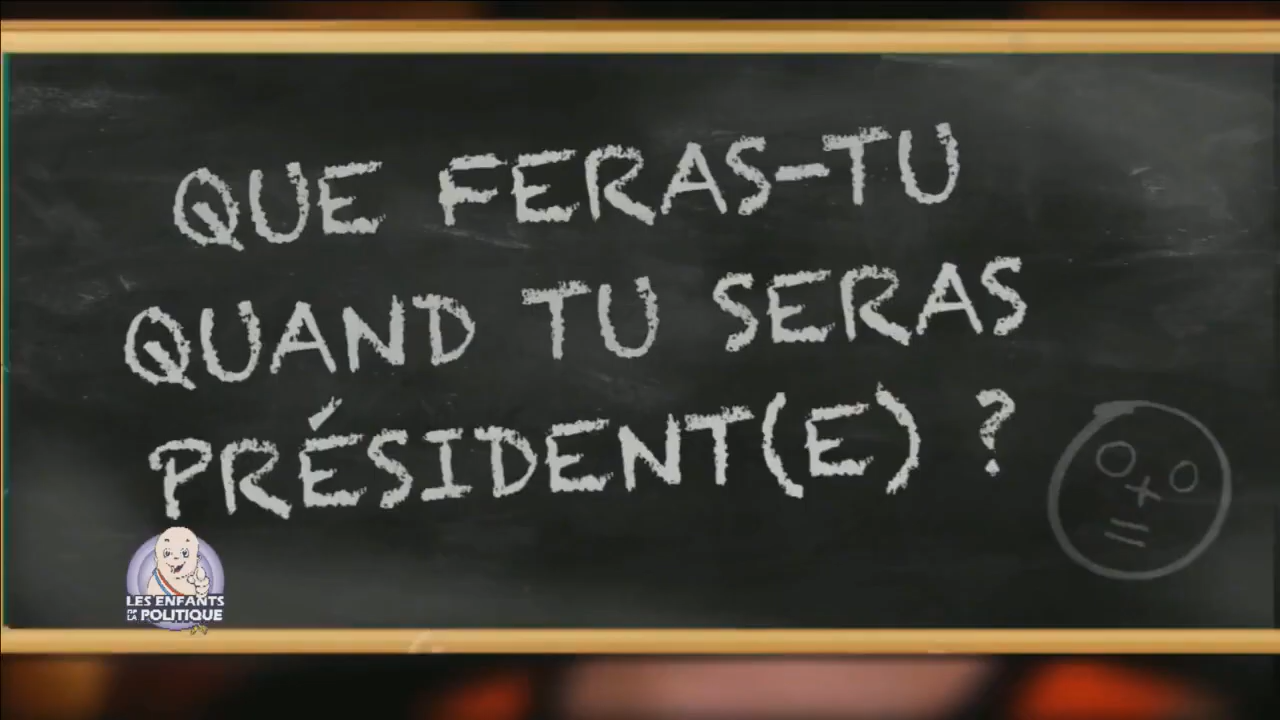 QUE FERAS-TU
QUAND TU SERAS
PRÉSIDENT(E) ?
LES ENFANTS
DE LA POLITIQUE